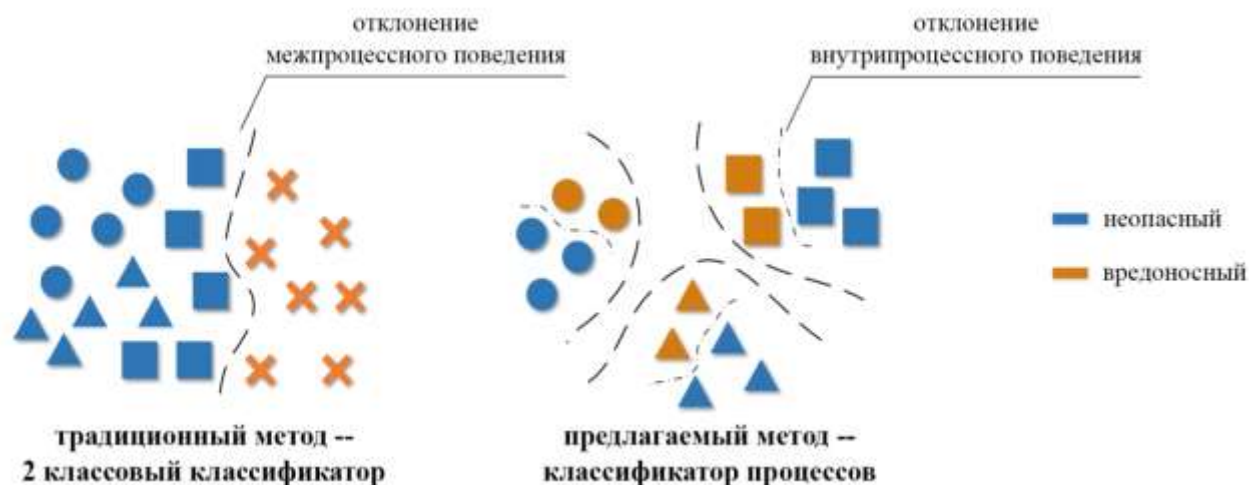 отклонение
межпроцессного поведения
отклонение
внутрипроцессного поведения
неопасный
вредоносный
традиционный метод --
2 классовый классификатор
предлагаемый метод --
классификатор процессов